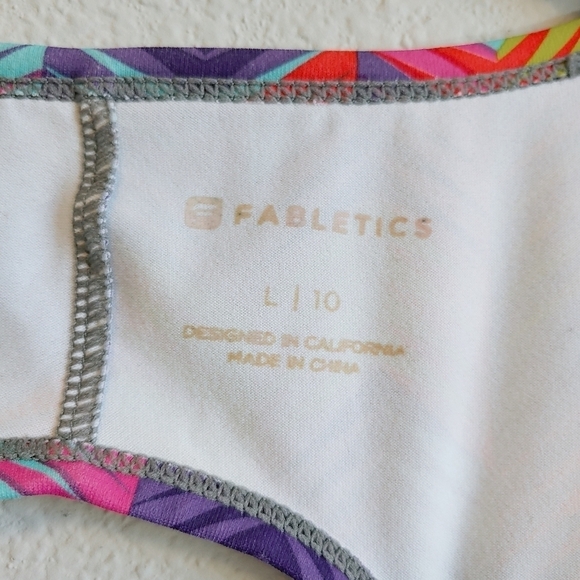 FABLETICS
L | 10
DESIGNED IN CALIFORNIA
MADE IN CHINA